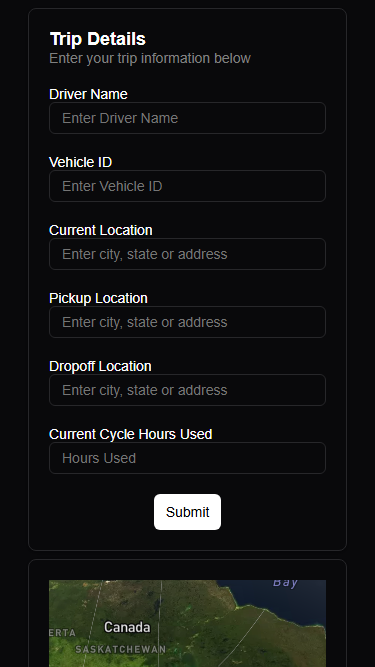 Trip Details
Enter your trip information below
Driver Name
Enter Driver Name
Vehicle ID
Enter Vehicle ID
Current Location
Enter city, state or address
Pickup Location
Enter city, state or address
Dropoff Location
Enter city, state or address
Current Cycle Hours Used
Hours Used
Submit
Bay
ERTA
Canada
SASKATCHEWAN